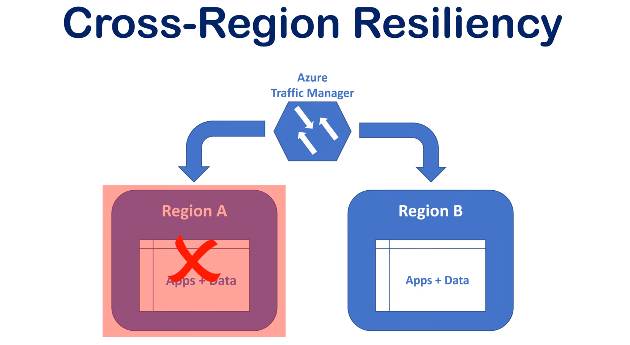 Cross-Region Resiliency
Azure
Traffic Manager
Region A
Apps + Data
Region B
Apps + Data